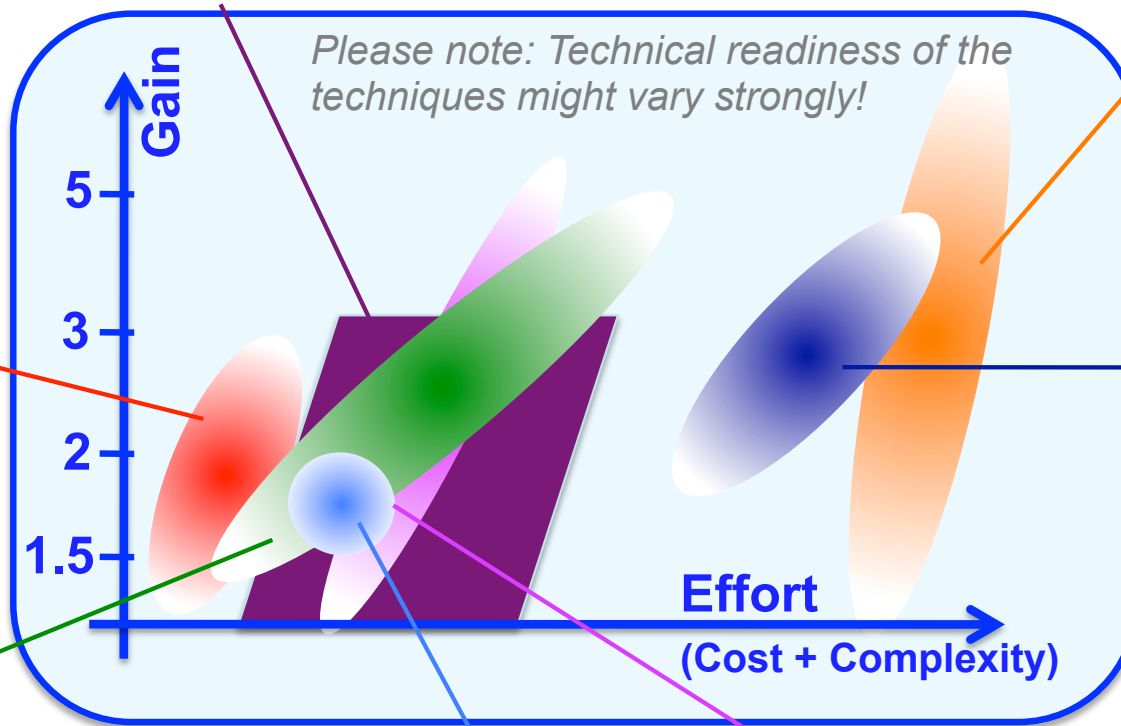 Please note: Technical readiness of the
techniques might vary strongly!
Gain
5
3
2
1.5
Effort
(Cost + Complexity)